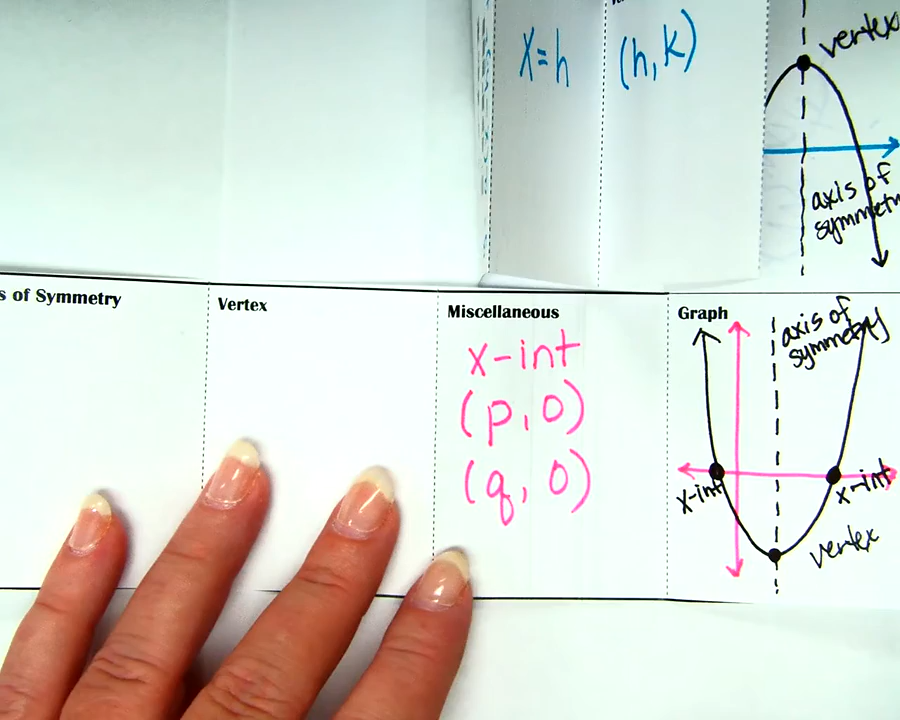 x=h
(h,k)
vertex
axis of
symmetry
s of Symmetry
Vertex
Miscellaneous
x-int
(p,0)
(q,0)
Graph
axis of
symmetry
x-int
x-int
vertex